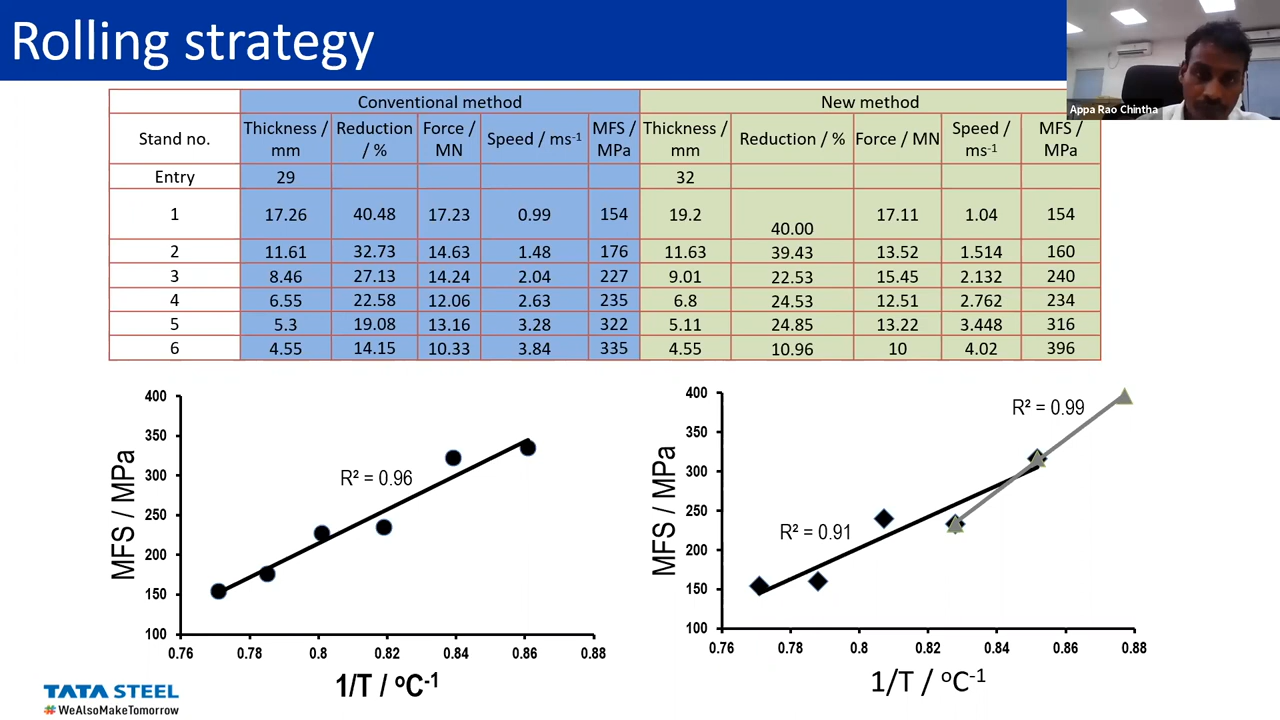 Rolling strategy
Appa Rao Chintha
Conventional method New method
Stand no. Thickness / mm Reduction / % Force / MN Speed / ms-1 MFS / MPa Thickness / mm Reduction / % Force / MN Speed / ms-1 MFS / MPa
Entry 29 32
1 17.26 40.48 17.23 0.99 154 19.2 40.00 17.11 1.04 154
2 11.61 32.73 14.63 1.48 176 11.63 39.43 13.52 1.514 160
3 8.46 27.13 14.24 2.04 227 9.01 22.53 15.45 2.132 240
4 6.55 22.58 12.06 2.63 235 6.8 24.53 12.51 2.762 234
5 5.3 19.08 13.16 3.28 322 5.11 24.85 13.22 3.448 316
6 4.55 14.15 10.33 3.84 335 4.55 10.96 10 4.02 396
MFS / MPa
400
350
300
250
200
150
100
R² = 0.96
0.76 0.78 0.8 0.82 0.84 0.86 0.88
1/T / ºC-1
MFS / MPa
400
350
300
250
200
150
100
R² = 0.99
R² = 0.91
0.76 0.78 0.8 0.82 0.84 0.86 0.88
1/T / ºC-1
TATA STEEL
#WeAlsoMakeTomorrow